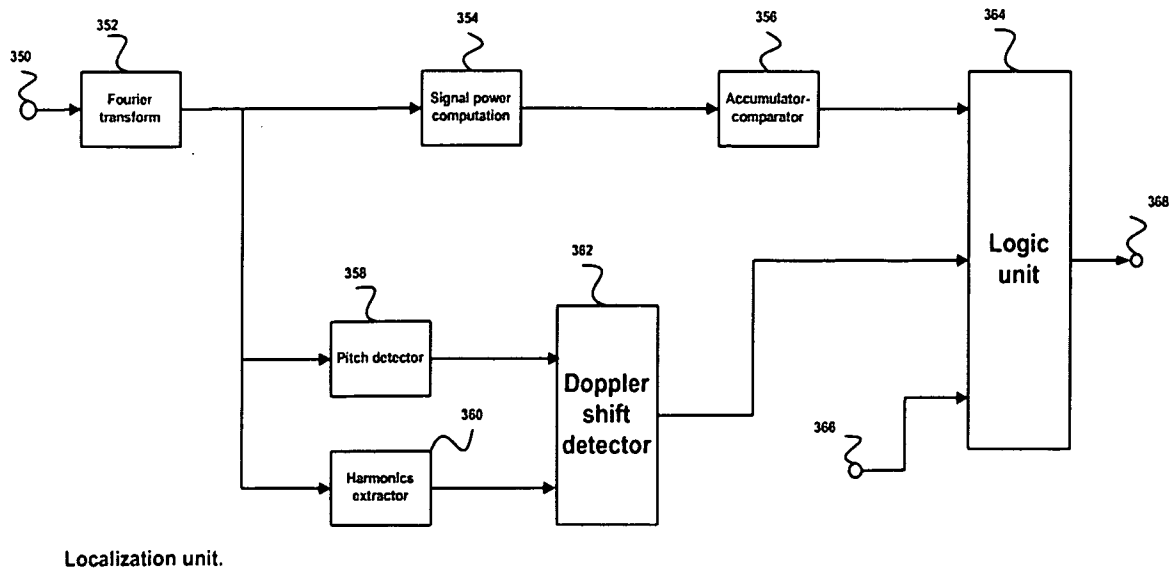 352
354
356
364
350
Fourier
transform
Signal power
computation
Accumulator-
comparator
368
Logic
unit
358
362
Pitch detector
Doppler
shift
detector
360
366
Harmonics
extractor
Localization unit.